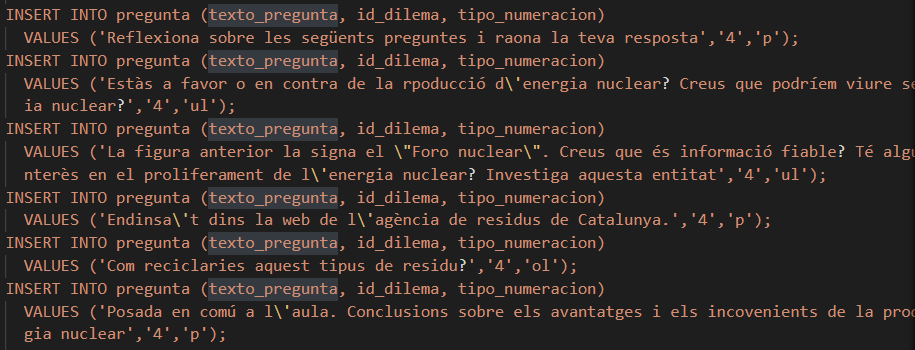 INSERT INTO pregunta (texto_pregunta, id_dilema, tipo_numeracion)
VALUES ('Reflexiona sobre les següents preguntes i raona la teva resposta','4','p');
INSERT INTO pregunta (texto_pregunta, id_dilema, tipo_numeracion)
VALUES ('Estàs a favor o en contra de la rpoducció d\'energia nuclear? Creus que podríem viure se
ia nuclear?','4','ul');
INSERT INTO pregunta (texto_pregunta, id_dilema, tipo_numeracion)
VALUES ('La figura anterior la signa el \"Foro nuclear\". Creus que és informació fiable? Té algu
nterès en el proliferament de l\'energia nuclear? Investiga aquesta entitat','4','ul');
INSERT INTO pregunta (texto_pregunta, id_dilema, tipo_numeracion)
VALUES ('Endinsa\'t dins la web de l\'agència de residus de Catalunya.','4','p');
INSERT INTO pregunta (texto_pregunta, id_dilema, tipo_numeracion)
VALUES ('Com reciclaries aquest tipus de residu?','4','ol');
INSERT INTO pregunta (texto_pregunta, id_dilema, tipo_numeracion)
VALUES ('Posada en comú a l\'aula. Conclusions sobre els avantatges i els incovenients de la proc
gia nuclear','4','p');